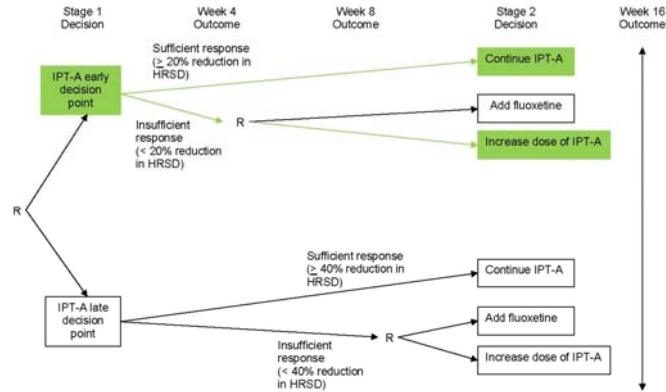 Stage 1
Decision
Week 4
Outcome
Week 8
Outcome
Stage 2
Decision
Week 16
Outcome
Sufficient response
(≥ 20% reduction in
HRSD)
IPT-A early
decision
point
Continue IPT-A
R
Add fluoxetine
Insufficient
response
(< 20% reduction
in HRSD)
Increase dose of IPT-A
R
Sufficient response
(≥ 40% reduction in
HRSD)
Continue IPT-A
IPT-A late
decision
point
Add fluoxetine
R
Insufficient
response
(< 40% reduction
in HRSD)
Increase dose of IPT-A